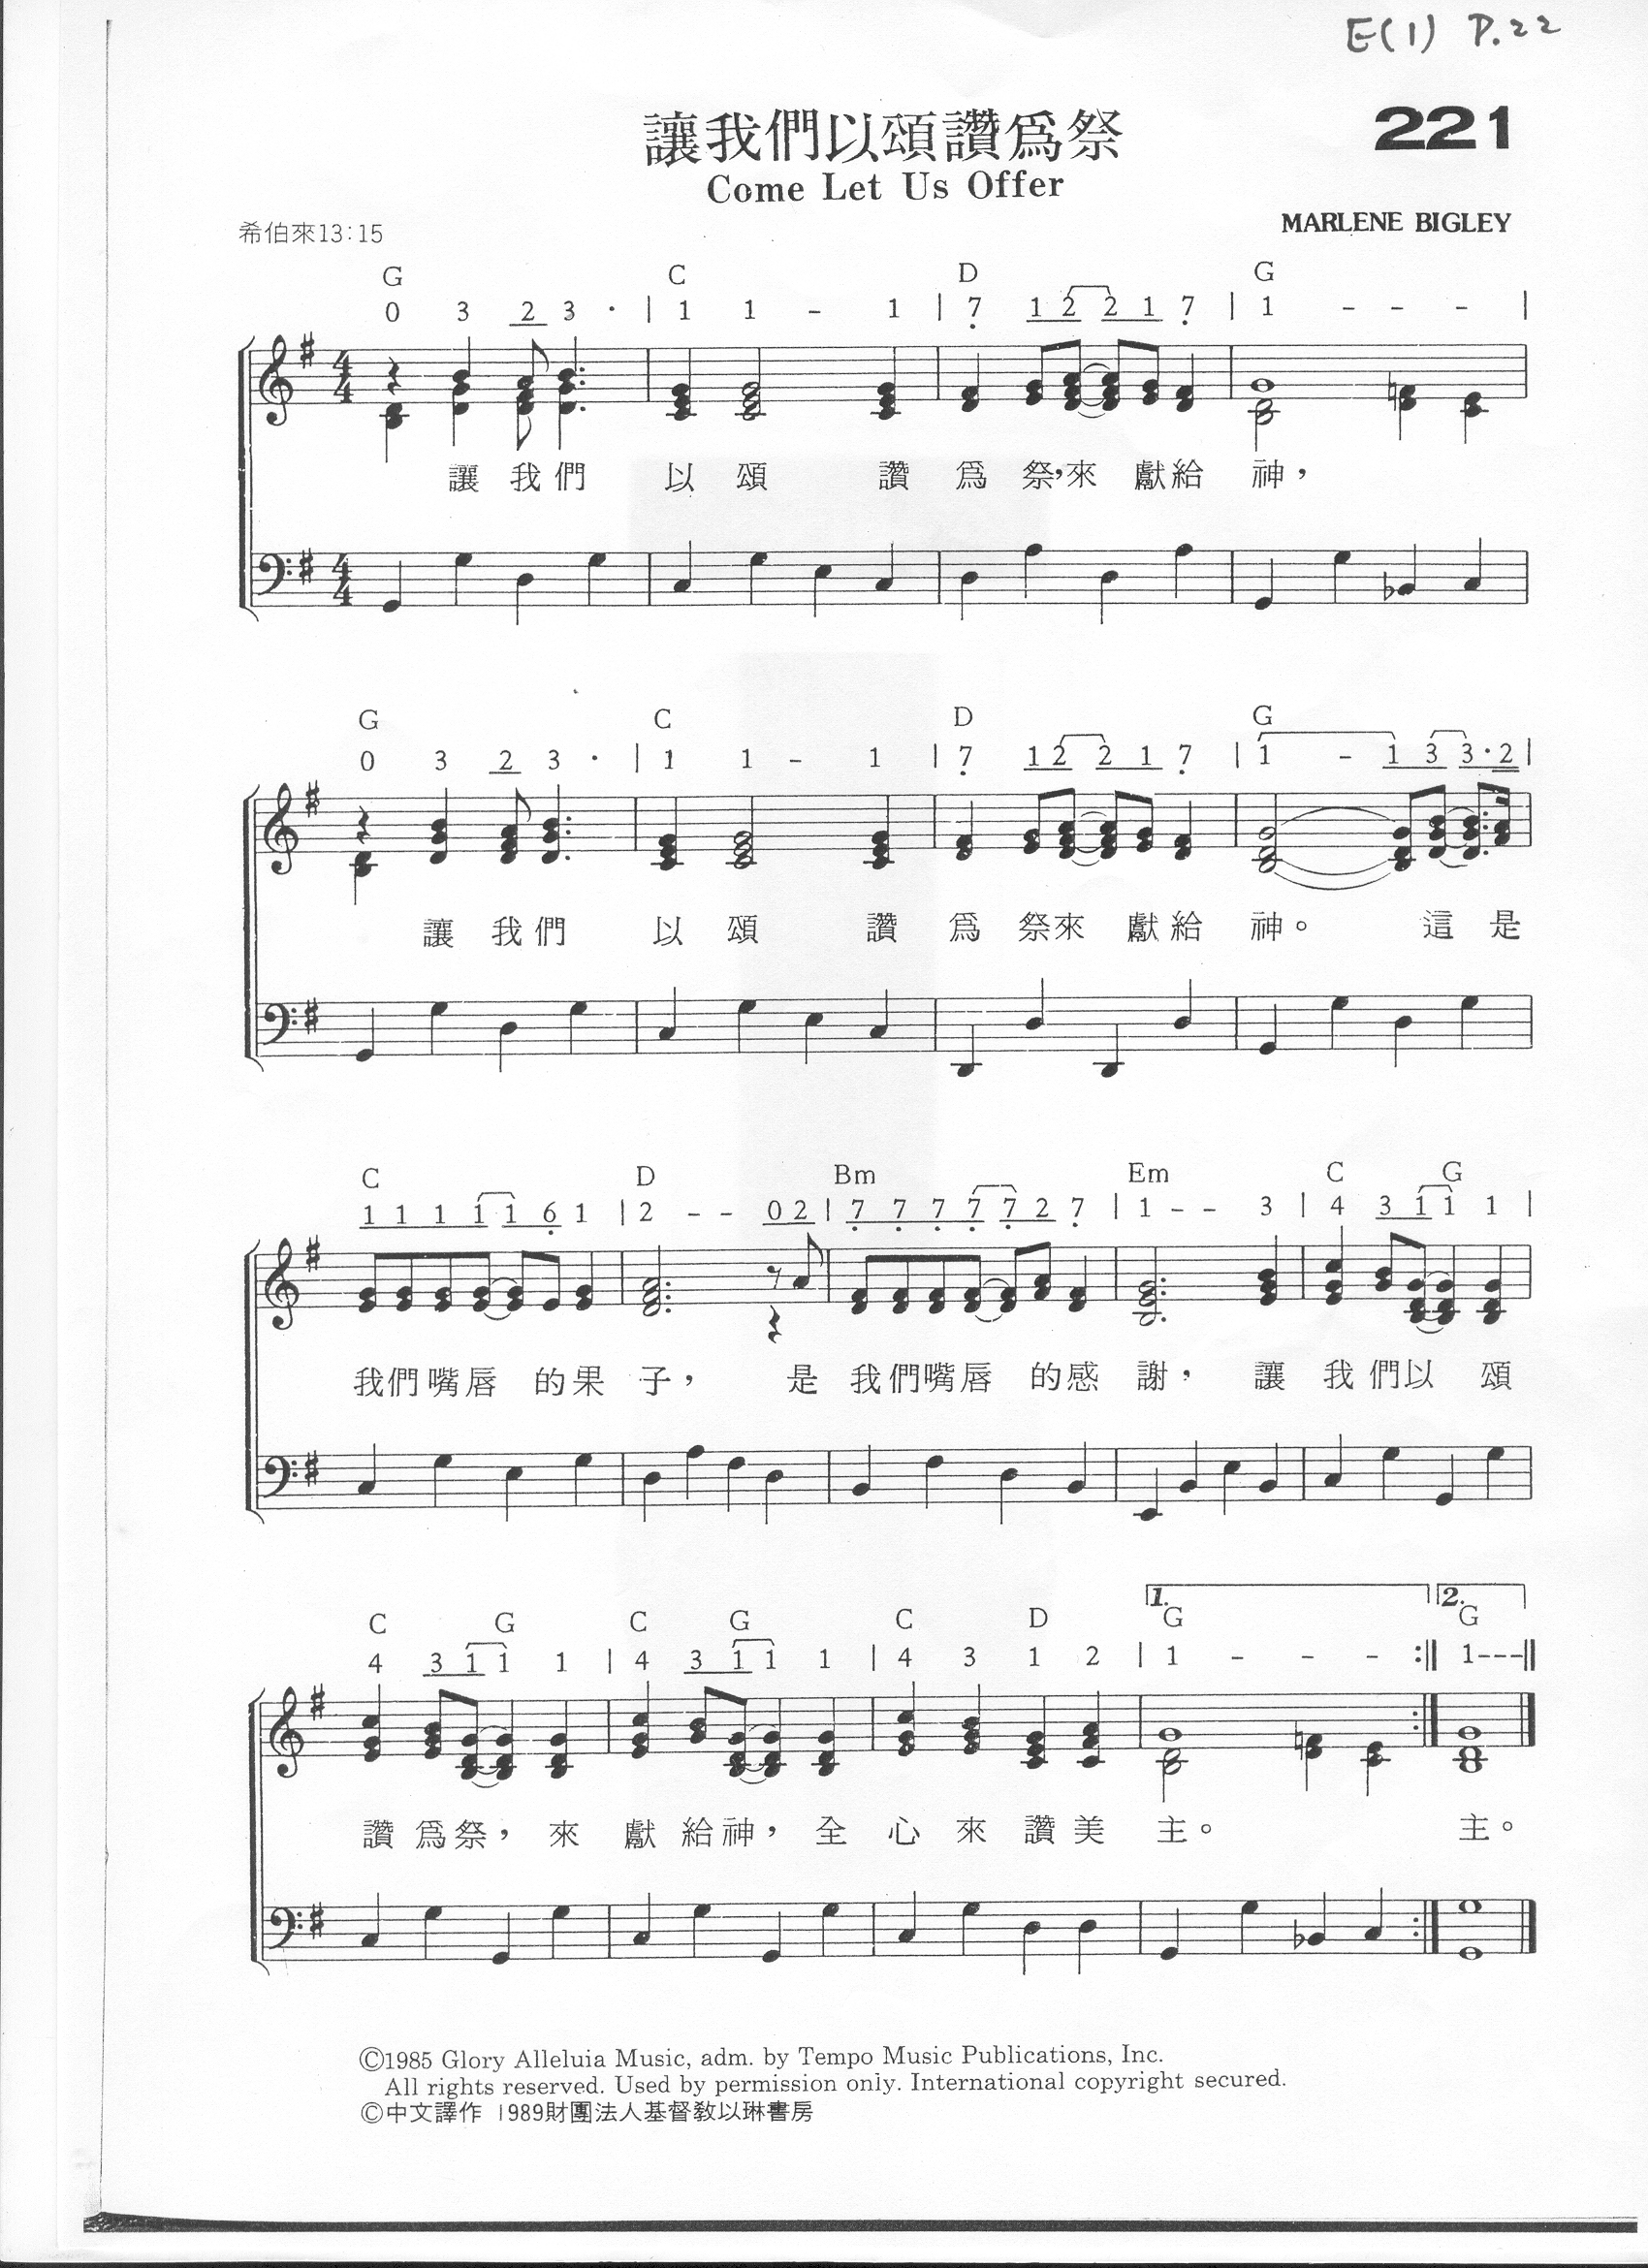 E(1) P.22
221
讓我們以頌讚爲祭
Come Let Us Offer
希伯來13:15
MARLENE BIGLEY
G C D G
0 3 2 3 · | 1 1 – 1 | 7 1 2 2 1 7 | 1 – – – |
4 4
讓 我 們 以 頌 讚 爲 祭,來 獻 給 神,
4 4
G C D G
0 3 2 3 · | 1 1 – 1 | 7 1 2 2 1 7 | 1 – 1 3 3 · 2 |
讓 我 們 以 頌 讚 爲 祭 來 獻 給 神。 這 是
C D Bm Em C G
1 1 1 1 1 6 1 | 2 – – 0 2 | 7 7 7 7 7 2 7 | 1 – – 3 | 4 3 1 1 1 |
我 們 嘴 唇 的 果 子, 是 我 們 嘴 唇 的 感 謝, 讓 我 們 以 頌
1. 2.
C G C G C D G G
4 3 1 1 1 | 4 3 1 1 1 | 4 3 1 2 | 1 – – – :|| 1 – – – ||
讚 爲 祭, 來 獻 給 神, 全 心 來 讚 美 主。 主。
©1985 Glory Alleluia Music, adm. by Tempo Music Publications, Inc.
All rights reserved. Used by permission only. International copyright secured.
©中文譯作 1989財團法人基督教以琳書房